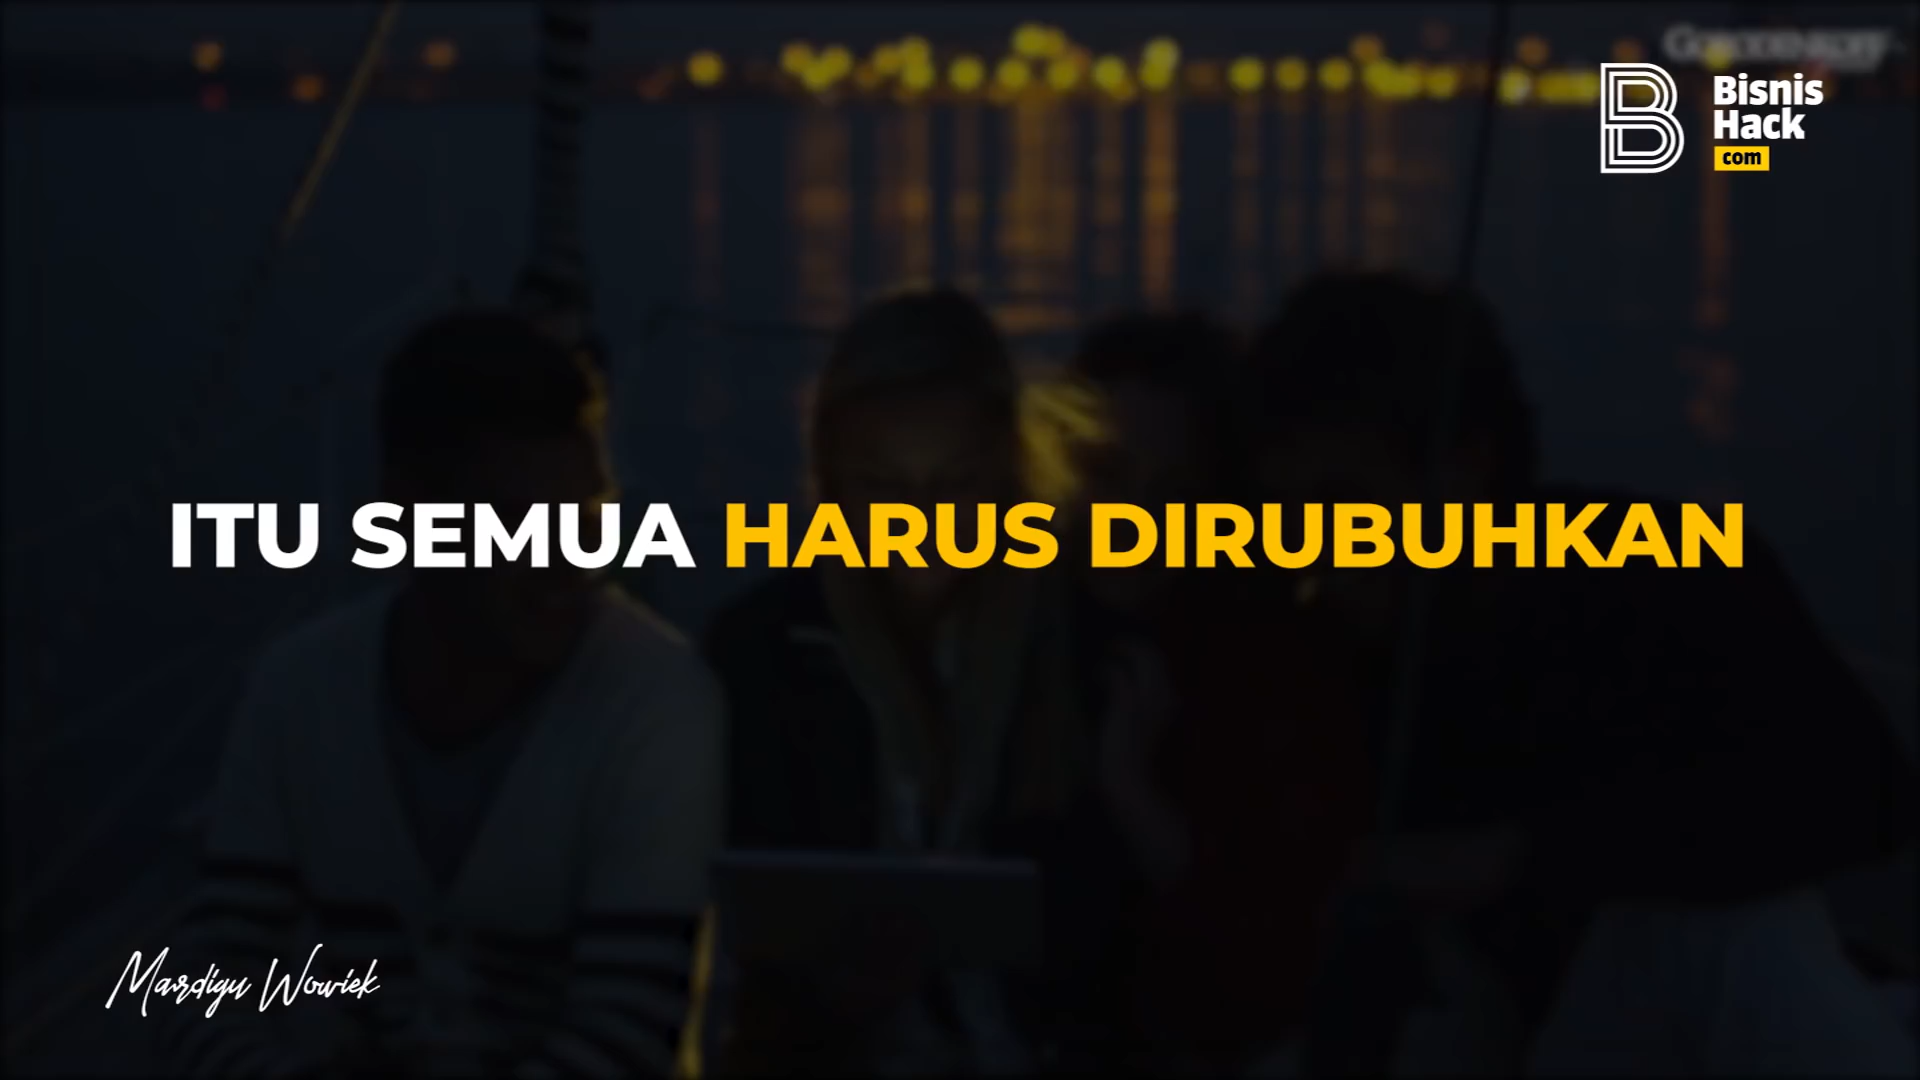 Bisnis
Hack
com
ITU SEMUA HARUS DIRUBUHKAN
Mardigu Wowiek